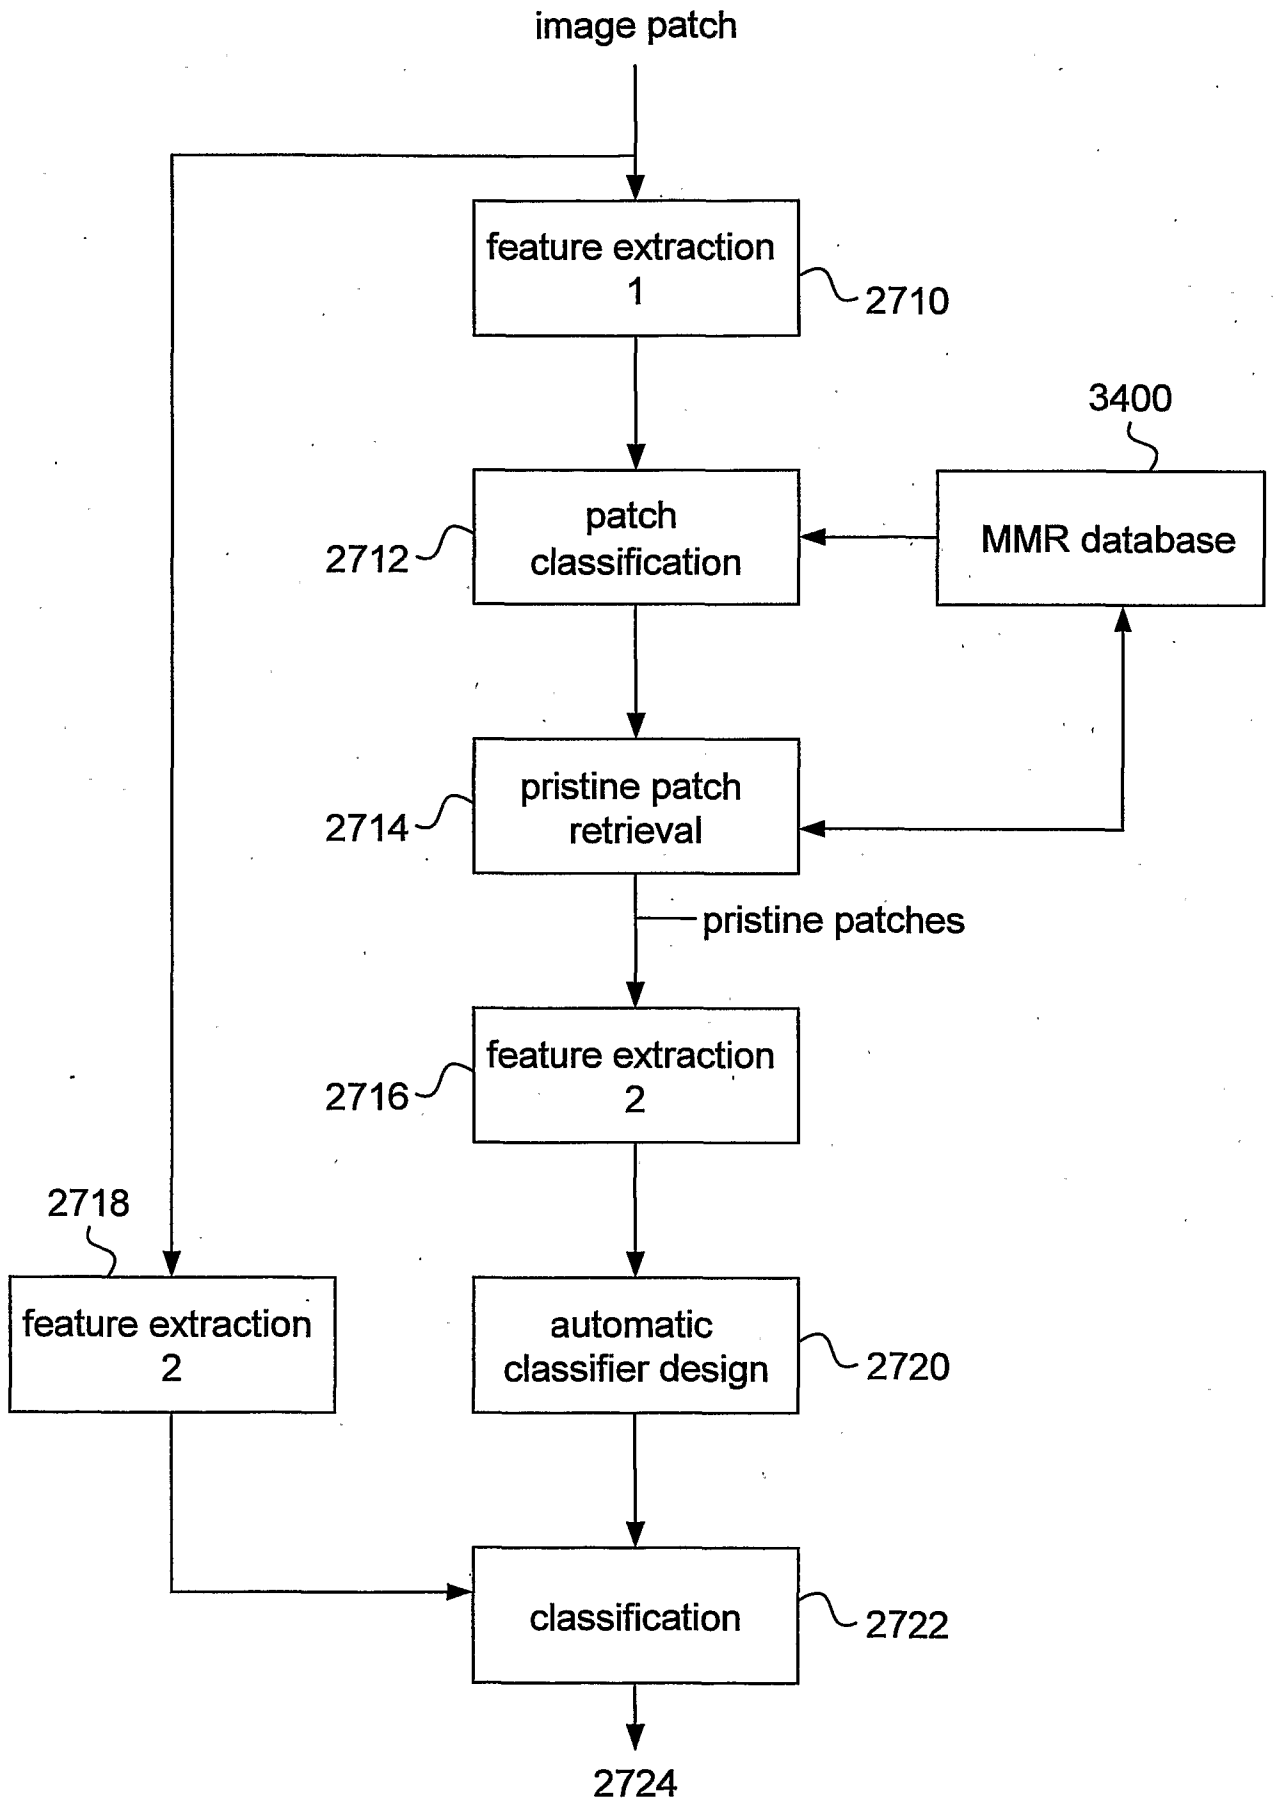 image patch
feature extraction
1
2710
3400
patch
classification
2712
MMR database
pristine patch
retrieval
2714
pristine patches
feature extraction
2
2716
2718
feature extraction
2
automatic
classifier design
2720
classification
2722
2724